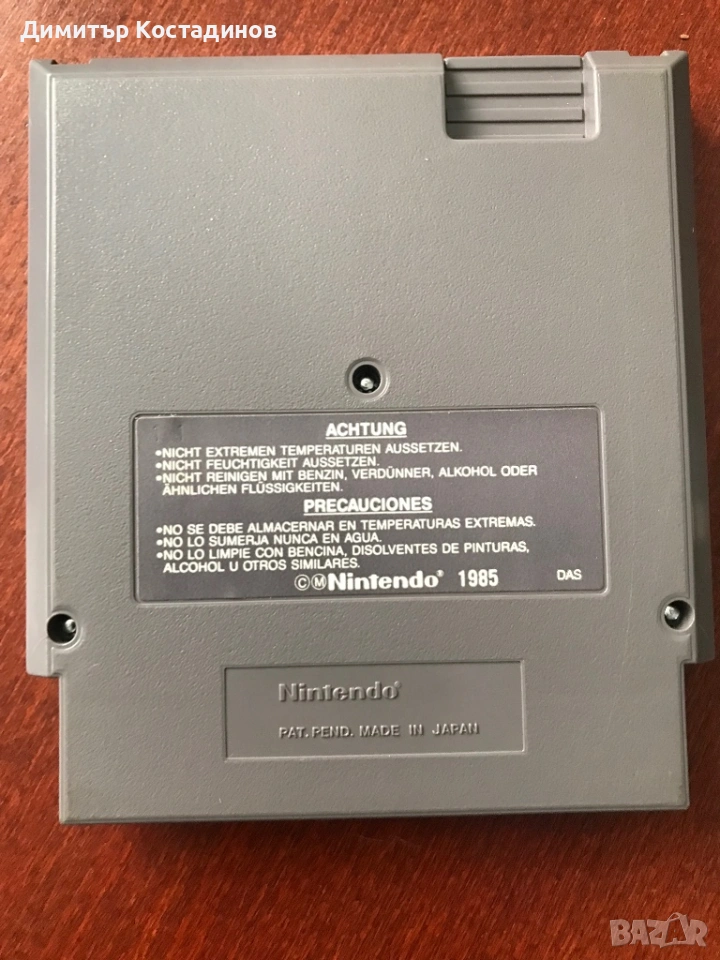 Димитър Костадинов
ACHTUNG
•NICHT EXTREMEN TEMPERATUREN AUSSETZEN.
•NICHT FEUCHTIGKEIT AUSSETZEN.
•NICHT REINIGEN MIT BENZIN, VERDÜNNER, ALKOHOL ODER
ÄHNLICHEN FLÜSSIGKEITEN.
PRECAUCIONES
•NO SE DEBE ALMACERNAR EN TEMPERATURAS EXTREMAS.
•NO LO SUMERJA NUNCA EN AGUA.
•NO LO LIMPIE CON BENCINA, DISOLVENTES DE PINTURAS,
ALCOHOL U OTROS SIMILARES.
©Ⓜ Nintendo® 1985 DAS
Nintendo®
PAT. PEND. MADE IN JAPAN
BAZAR